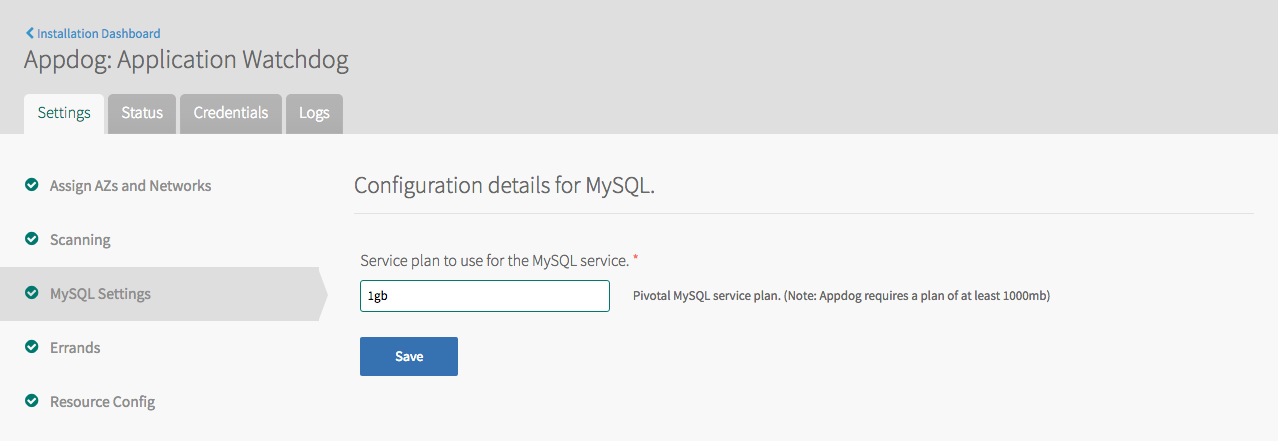 Installation Dashboard
Appdog: Application Watchdog
Settings
Status
Credentials
Logs
Assign AZs and Networks
Scanning
MySQL Settings
Errands
Resource Config
Configuration details for MySQL.
Service plan to use for the MySQL service. *
1gb
Pivotal MySQL service plan. (Note: Appdog requires a plan of at least 1000mb)
Save